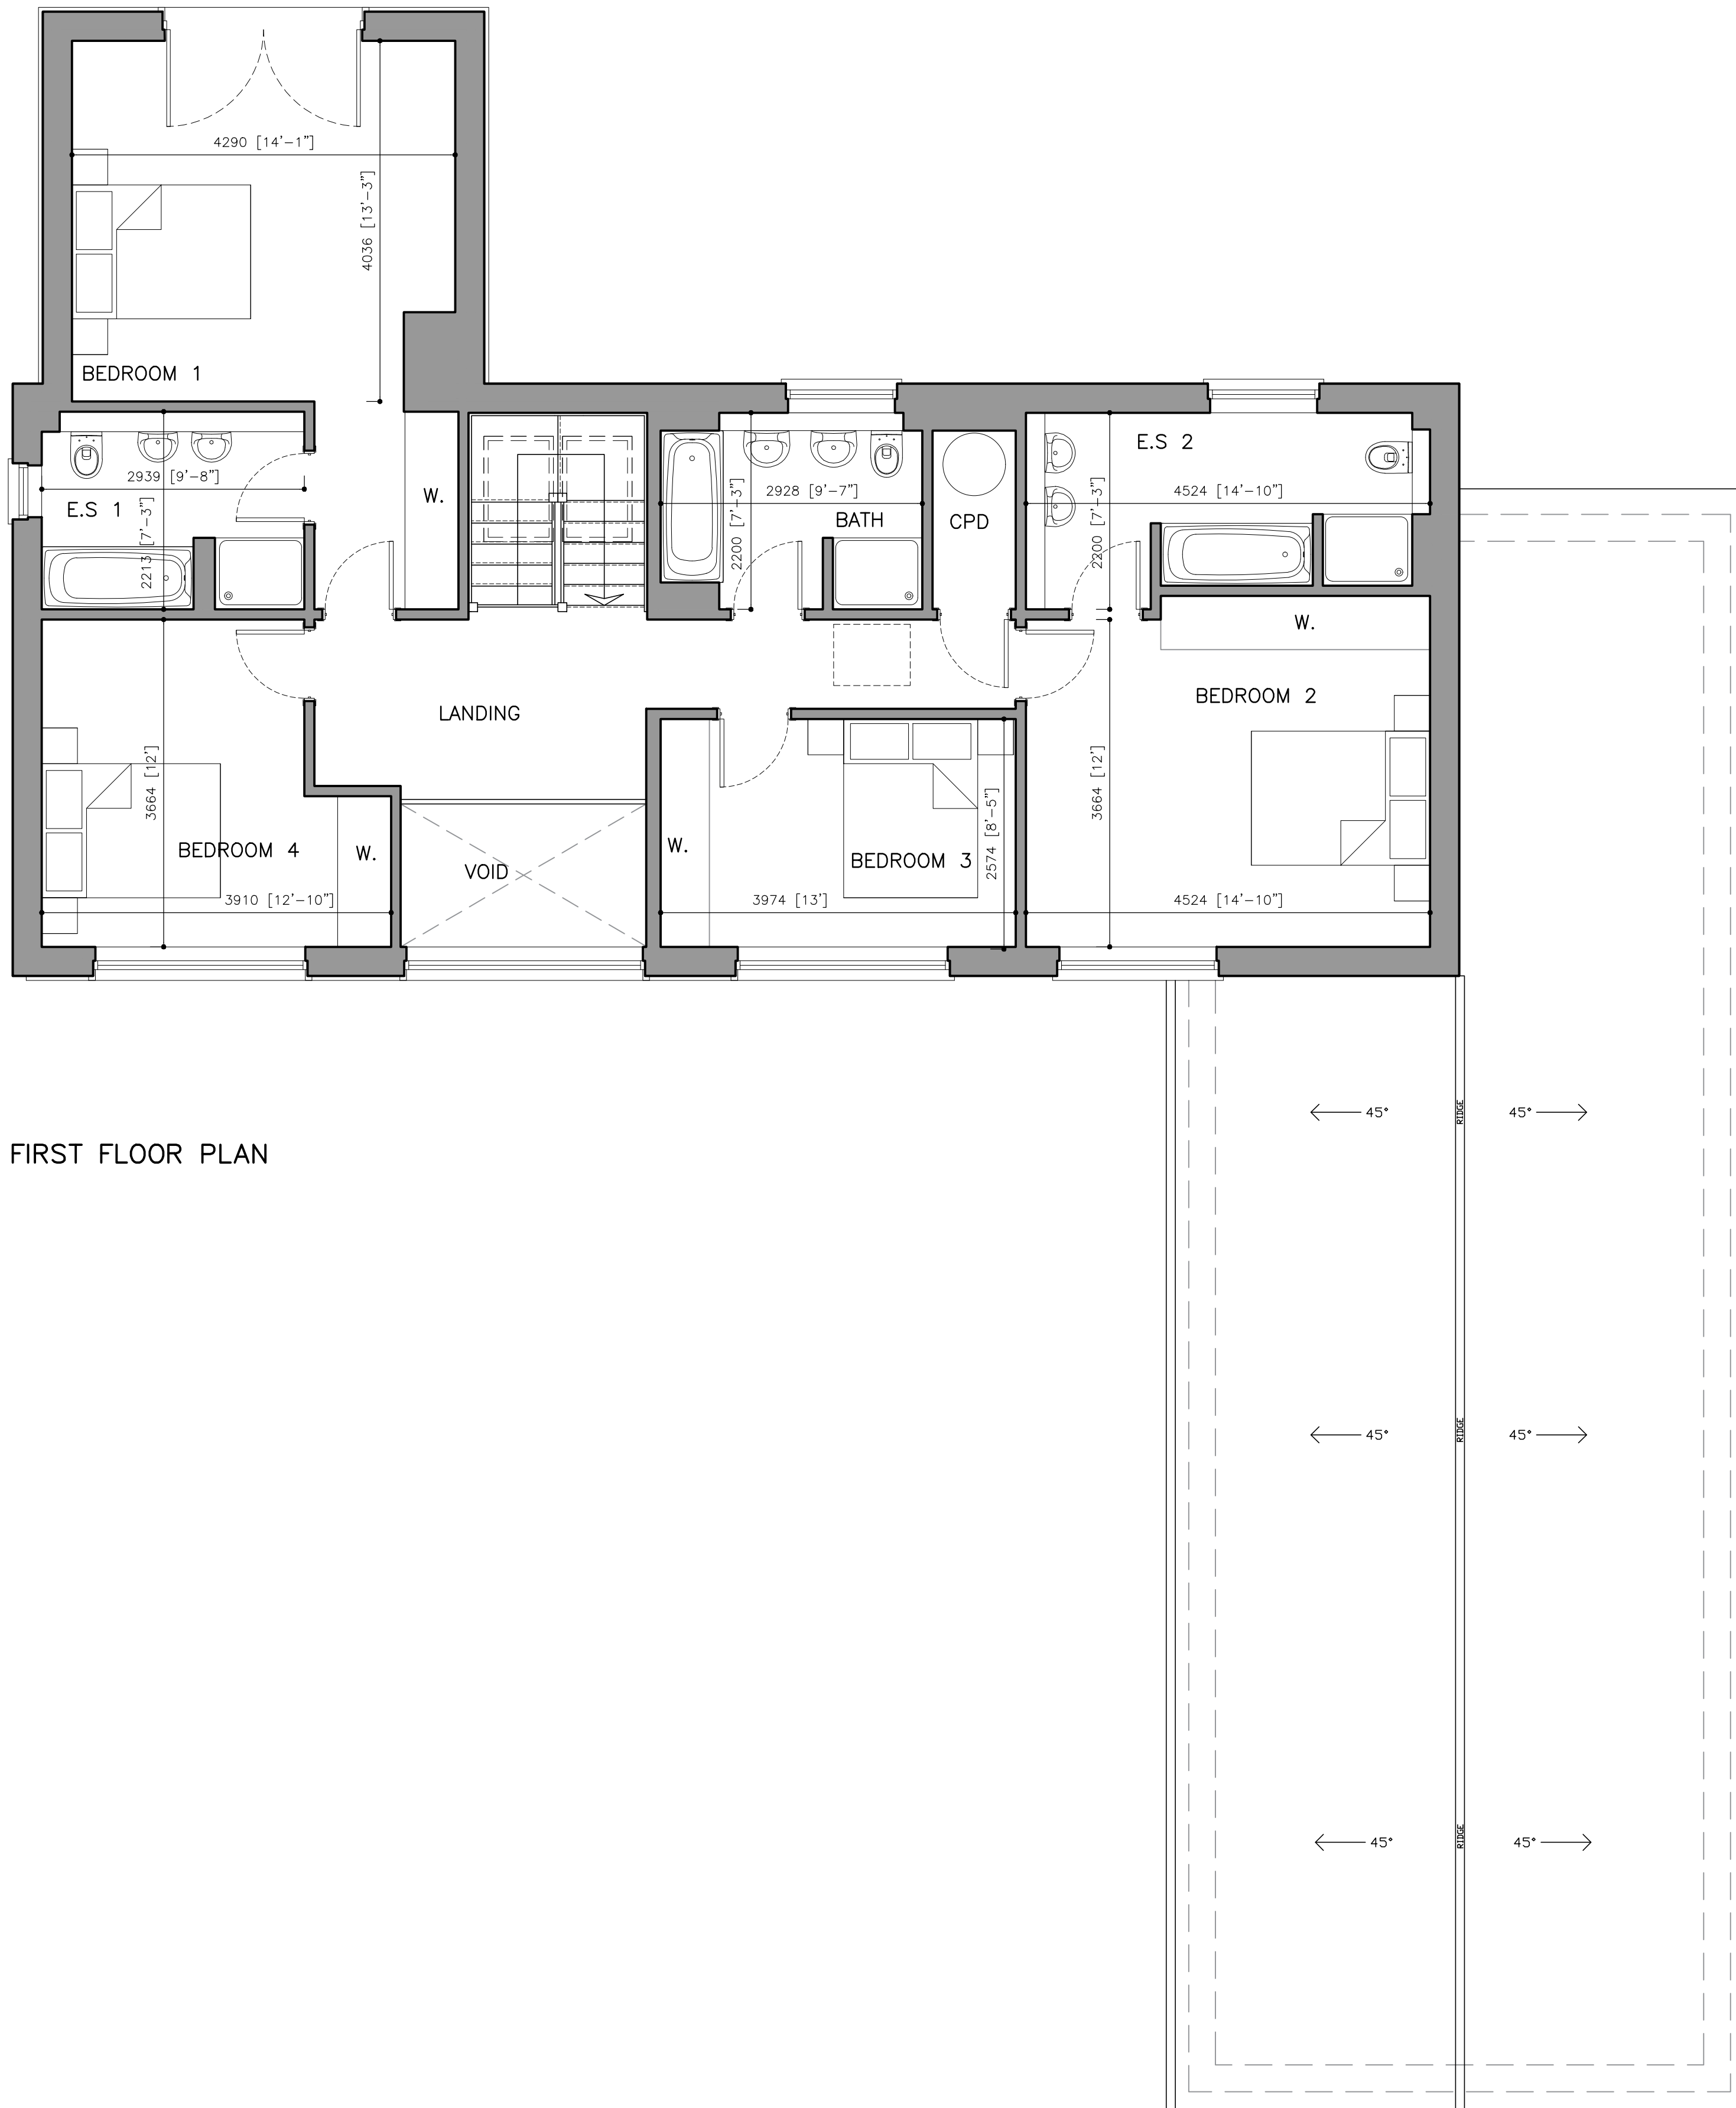 4290 [14'-1"]
4036 [13'-3"]
BEDROOM 1
2939 [9'-8"]
E.S 1
2213 [7'-3"]
W.
2928 [9'-7"]
BATH
2200 [7'-3"]
CPD
E.S 2
4524 [14'-10"]
2200 [7'-3"]
W.
BEDROOM 2
LANDING
3664 [12']
BEDROOM 4
W.
3910 [12'-10"]
VOID
W.
BEDROOM 3
2574 [8'-5"]
3974 [13']
3664 [12']
4524 [14'-10"]
45°
RIDGE
45°
FIRST FLOOR PLAN
45°
RIDGE
45°
45°
RIDGE
45°